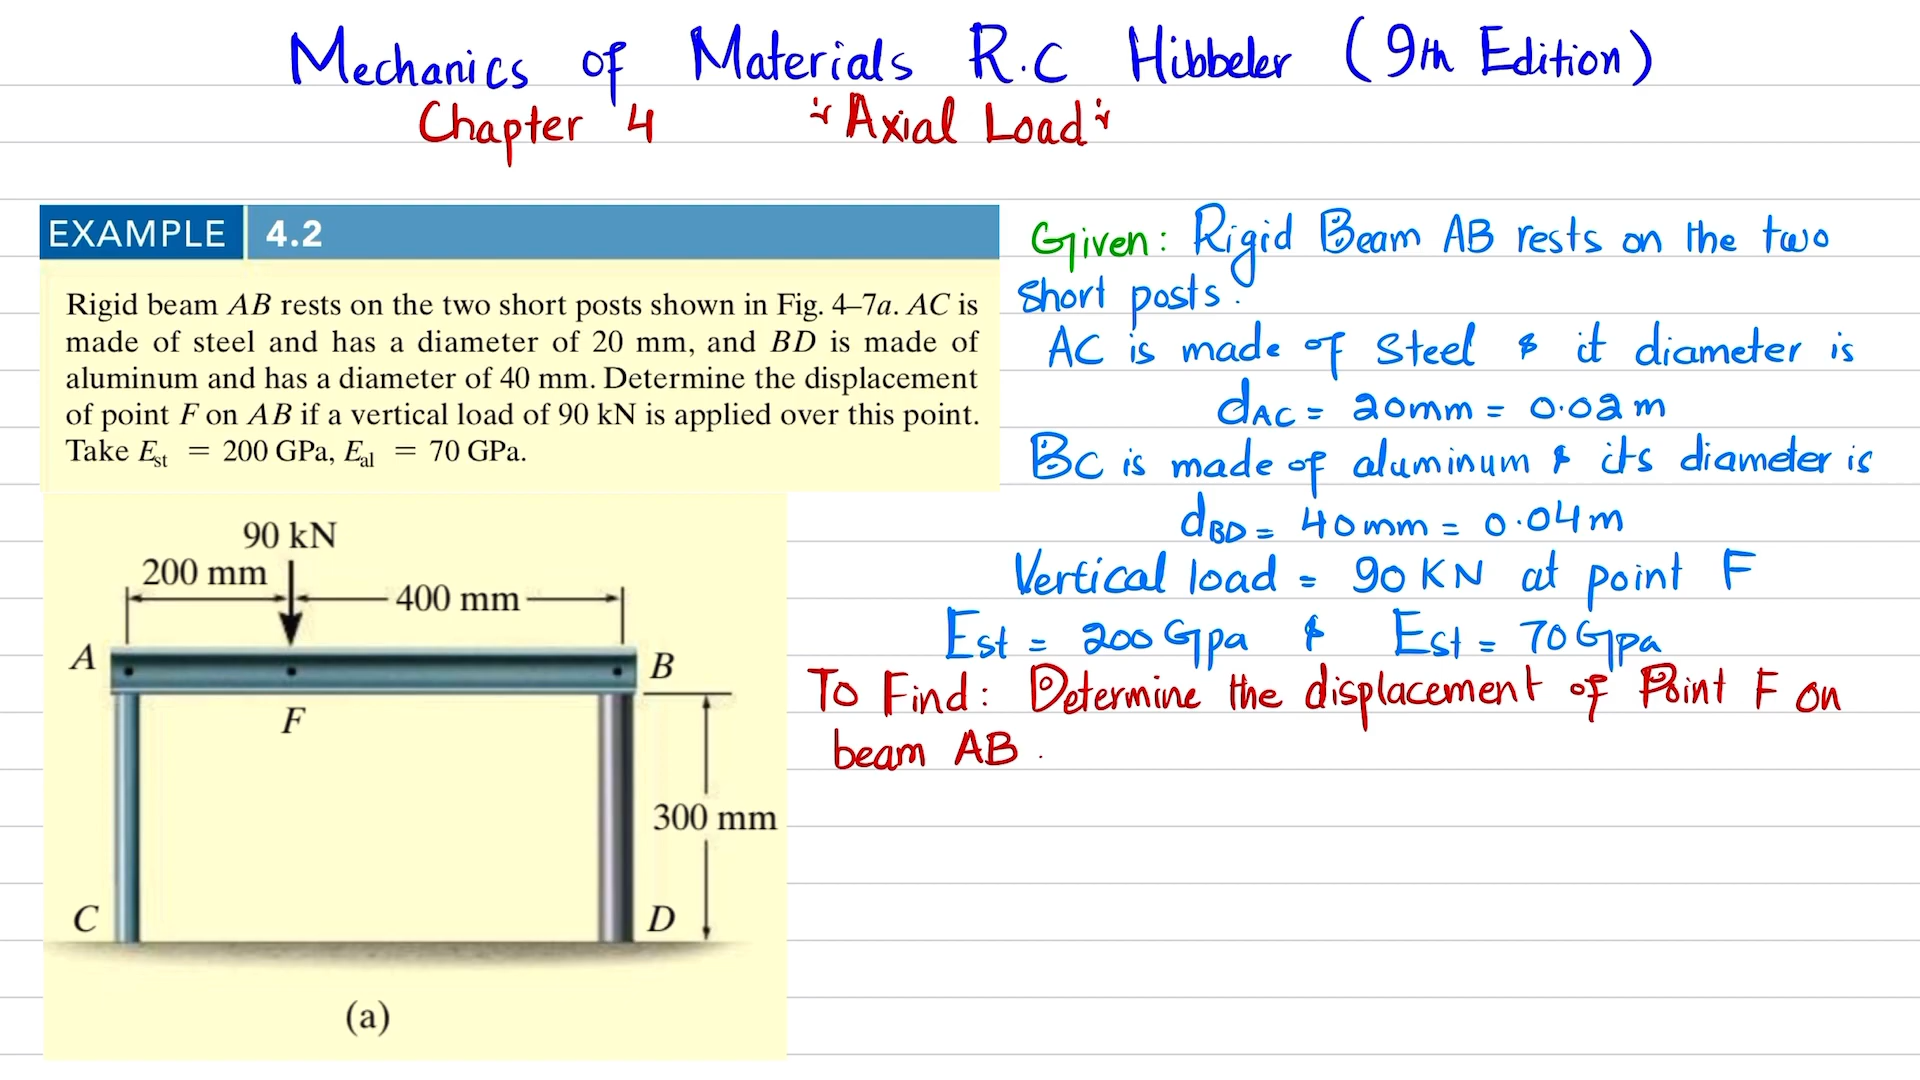 Mechanics of Materials R.C Hibbeler (9th Edition)
Chapter 4 "Axial Load"
EXAMPLE 4.2
Rigid beam AB rests on the two short posts shown in Fig. 4–7a. AC is
made of steel and has a diameter of 20 mm, and BD is made of
aluminum and has a diameter of 40 mm. Determine the displacement
of point F on AB if a vertical load of 90 kN is applied over this point.
Take Est = 200 GPa, Eal = 70 GPa.
90 kN
200 mm
400 mm
A
B
F
300 mm
C
D
(a)
Given: Rigid Beam AB rests on the two
short posts.
AC is made of Steel & it diameter is
dAC = 20mm = 0.02m
BC is made of aluminum & its diameter is
dBD = 40mm = 0.04m
Vertical load = 90 KN at point F
Est = 200 Gpa & Est = 70 Gpa
To Find: Determine the displacement of Point F on
beam AB.